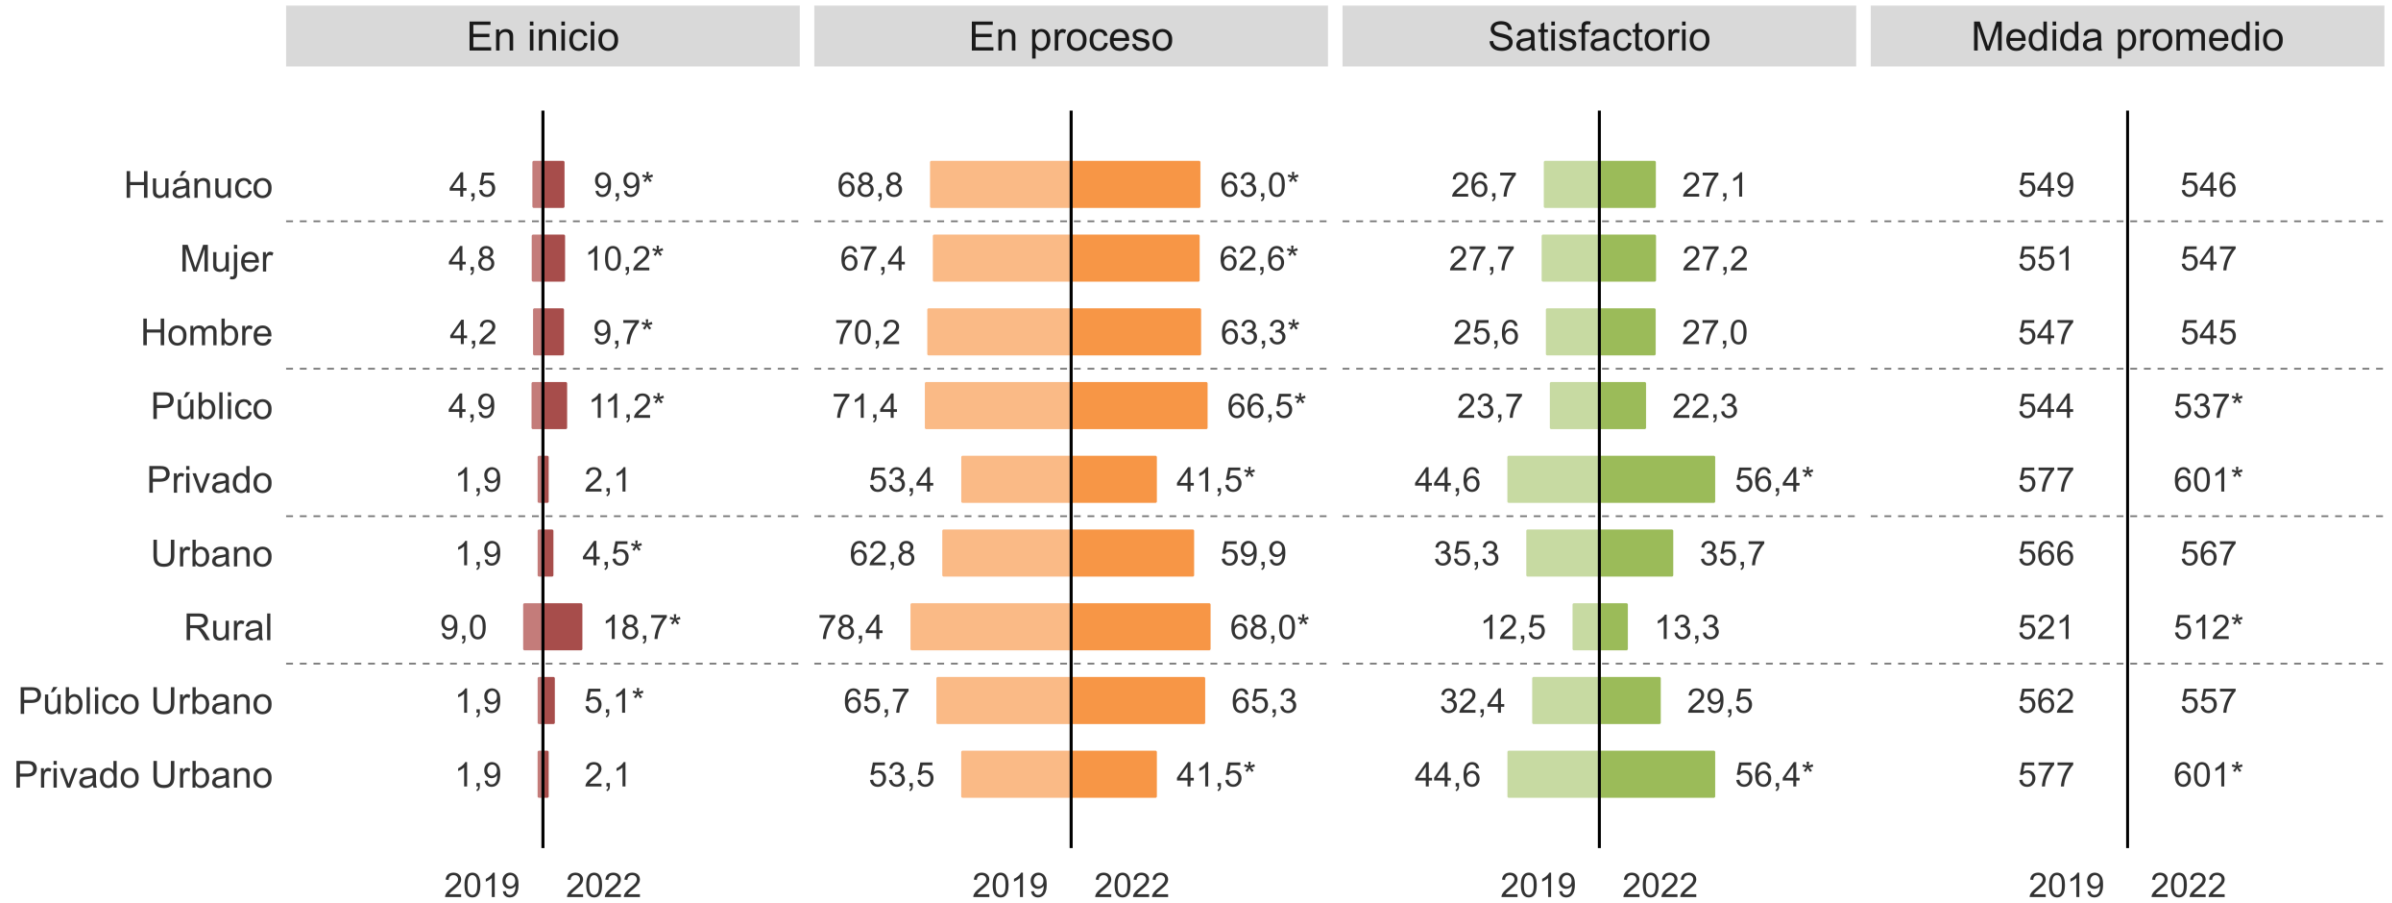 En inicio En proceso Satisfactorio Medida promedio
Huánuco 4,5 9,9* 68,8 63,0* 26,7 27,1 549 546
Mujer 4,8 10,2* 67,4 62,6* 27,7 27,2 551 547
Hombre 4,2 9,7* 70,2 63,3* 25,6 27,0 547 545
Público 4,9 11,2* 71,4 66,5* 23,7 22,3 544 537*
Privado 1,9 2,1 53,4 41,5* 44,6 56,4* 577 601*
Urbano 1,9 4,5* 62,8 59,9 35,3 35,7 566 567
Rural 9,0 18,7* 78,4 68,0* 12,5 13,3 521 512*
Público Urbano 1,9 5,1* 65,7 65,3 32,4 29,5 562 557
Privado Urbano 1,9 2,1 53,5 41,5* 44,6 56,4* 577 601*
2019 2022 2019 2022 2019 2022 2019 2022